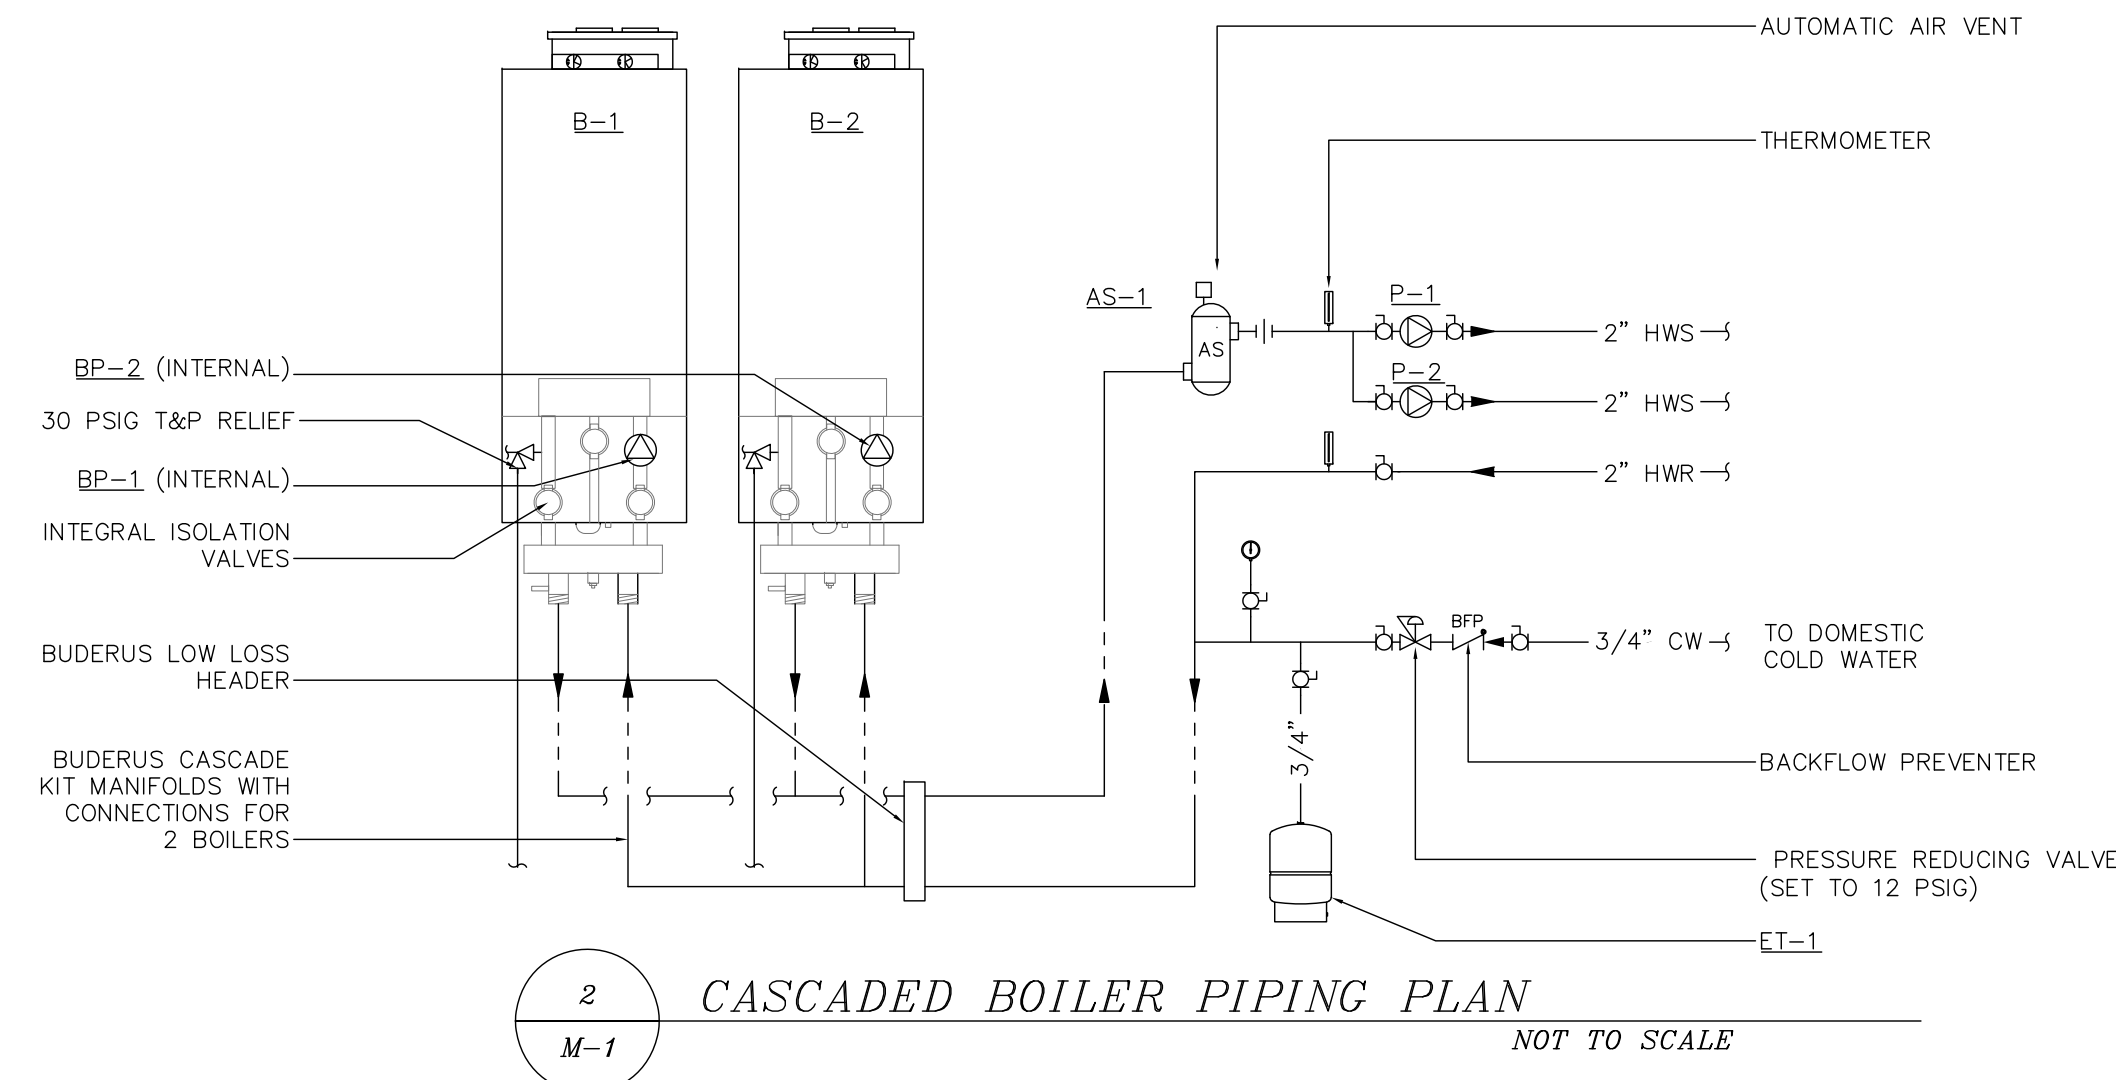 AUTOMATIC AIR VENT
B-1
B-2
THERMOMETER
AS-1
P-1
AS
2" HWS
BP-2 (INTERNAL)
P-2
2" HWS
30 PSIG T&P RELIEF
BP-1 (INTERNAL)
2" HWR
INTEGRAL ISOLATION
VALVES
BFP
3/4" CW
TO DOMESTIC
COLD WATER
BUDERUS LOW LOSS
HEADER
3/4"
BUDERUS CASCADE
KIT MANIFOLDS WITH
CONNECTIONS FOR
2 BOILERS
BACKFLOW PREVENTER
PRESSURE REDUCING VALVE
(SET TO 12 PSIG)
ET-1
2
M-1
CASCADED BOILER PIPING PLAN
NOT TO SCALE